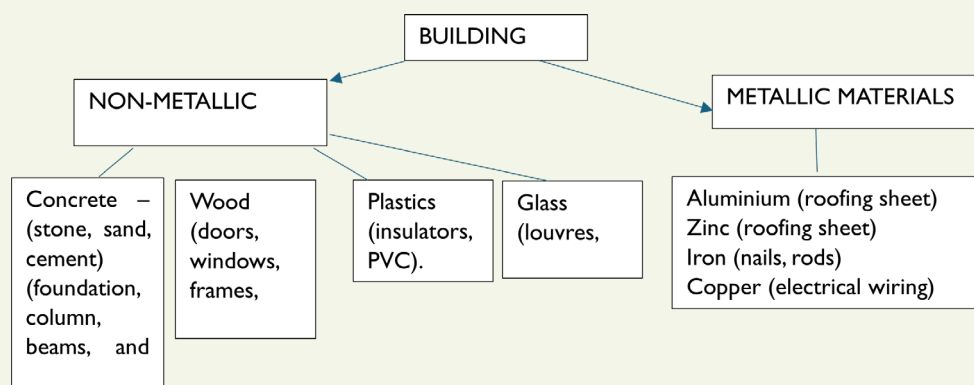 BUILDING
NON-METALLIC
METALLIC MATERIALS
Concrete –
(stone, sand,
cement)
(foundation,
column,
beams, and
Wood
(doors,
windows,
frames,
Plastics
(insulators,
PVC).
Glass
(louvres,
Aluminium (roofing sheet)
Zinc (roofing sheet)
Iron (nails, rods)
Copper (electrical wiring)